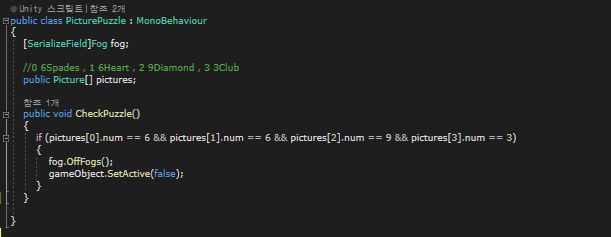 Unity 스크립트|참조 2개
public class PicturePuzzle : MonoBehaviour
{
[SerializeField]Fog fog;
//0 6Spades , 1 6Heart , 2 9Diamond , 3 3Club
public Picture[] pictures;
참조 1개
public void CheckPuzzle()
{
if (pictures[0].num == 6 && pictures[1].num == 6 && pictures[2].num == 9 && pictures[3].num == 3)
{
fog.OffFogs();
gameObject.SetActive(false);
}
}
}